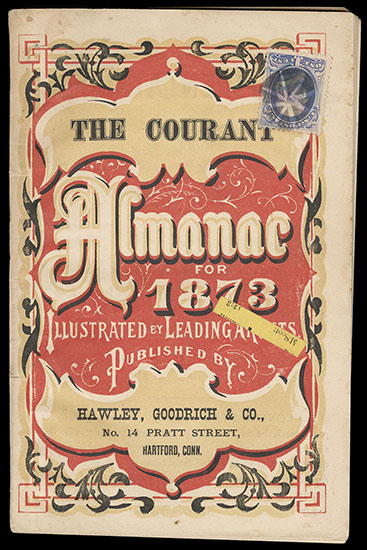 THE COURANT
Almanac
FOR
1873
ILLUSTRATED BY LEADING ARTISTS.
PUBLISHED BY
HAWLEY, GOODRICH & CO.,
No. 14 PRATT STREET,
HARTFORD, CONN.